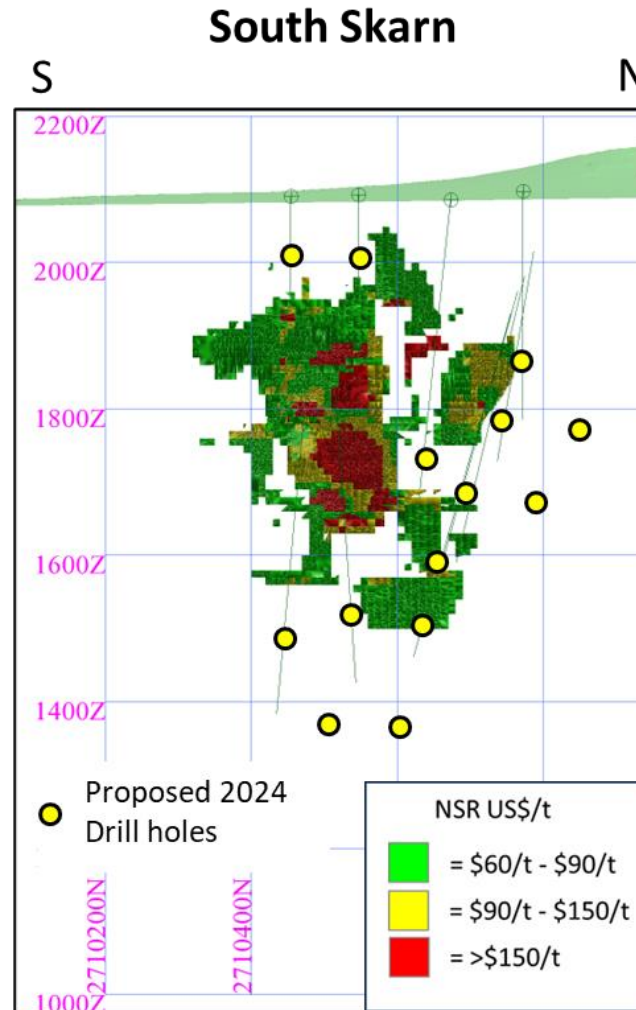 South Skarn
S
N
2200Z
2000Z
1800Z
1600Z
1400Z
Proposed 2024
Drill holes
NSR US$/t
= $60/t - $90/t
= $90/t - $150/t
= >$150/t
2710200N
2710400N
1000Z